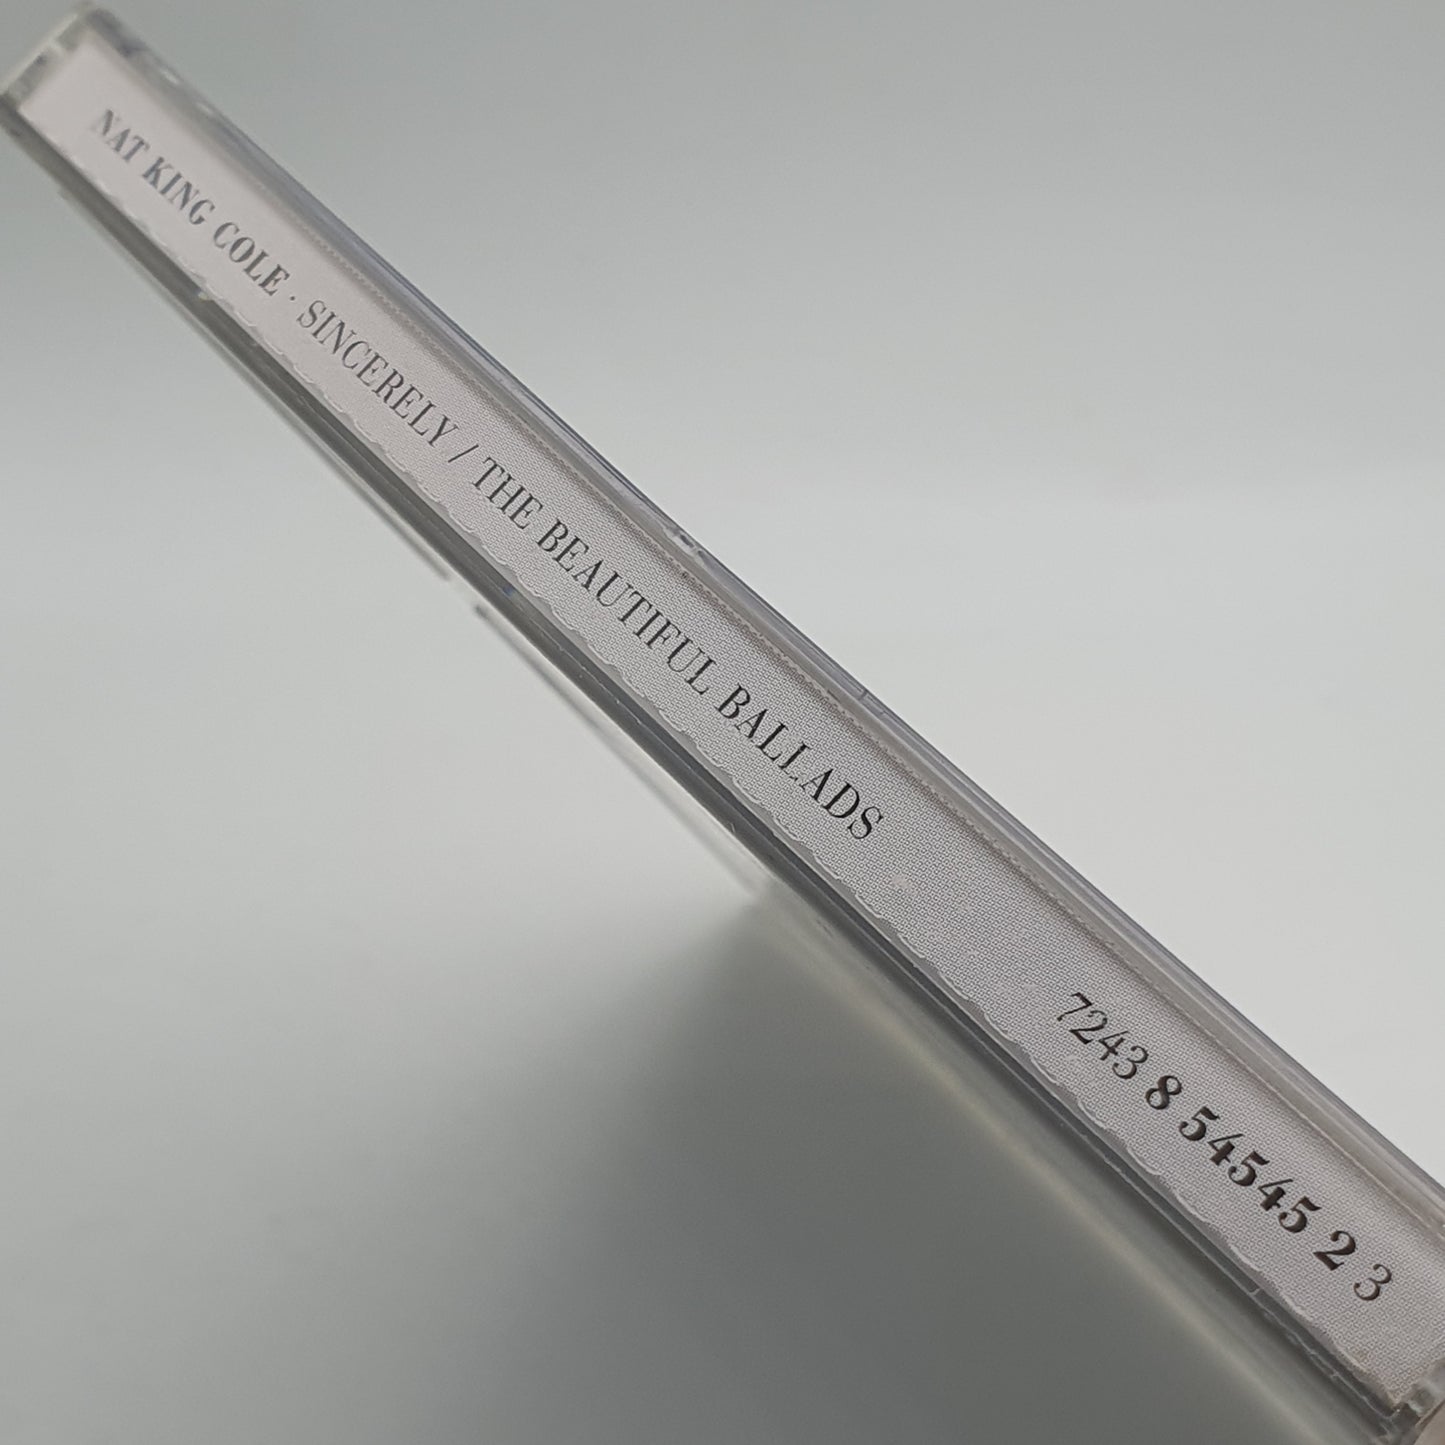 NAT KING COLE · SINCERELY / THE BEAUTIFUL BALLADS 7243 8 54545 2 3